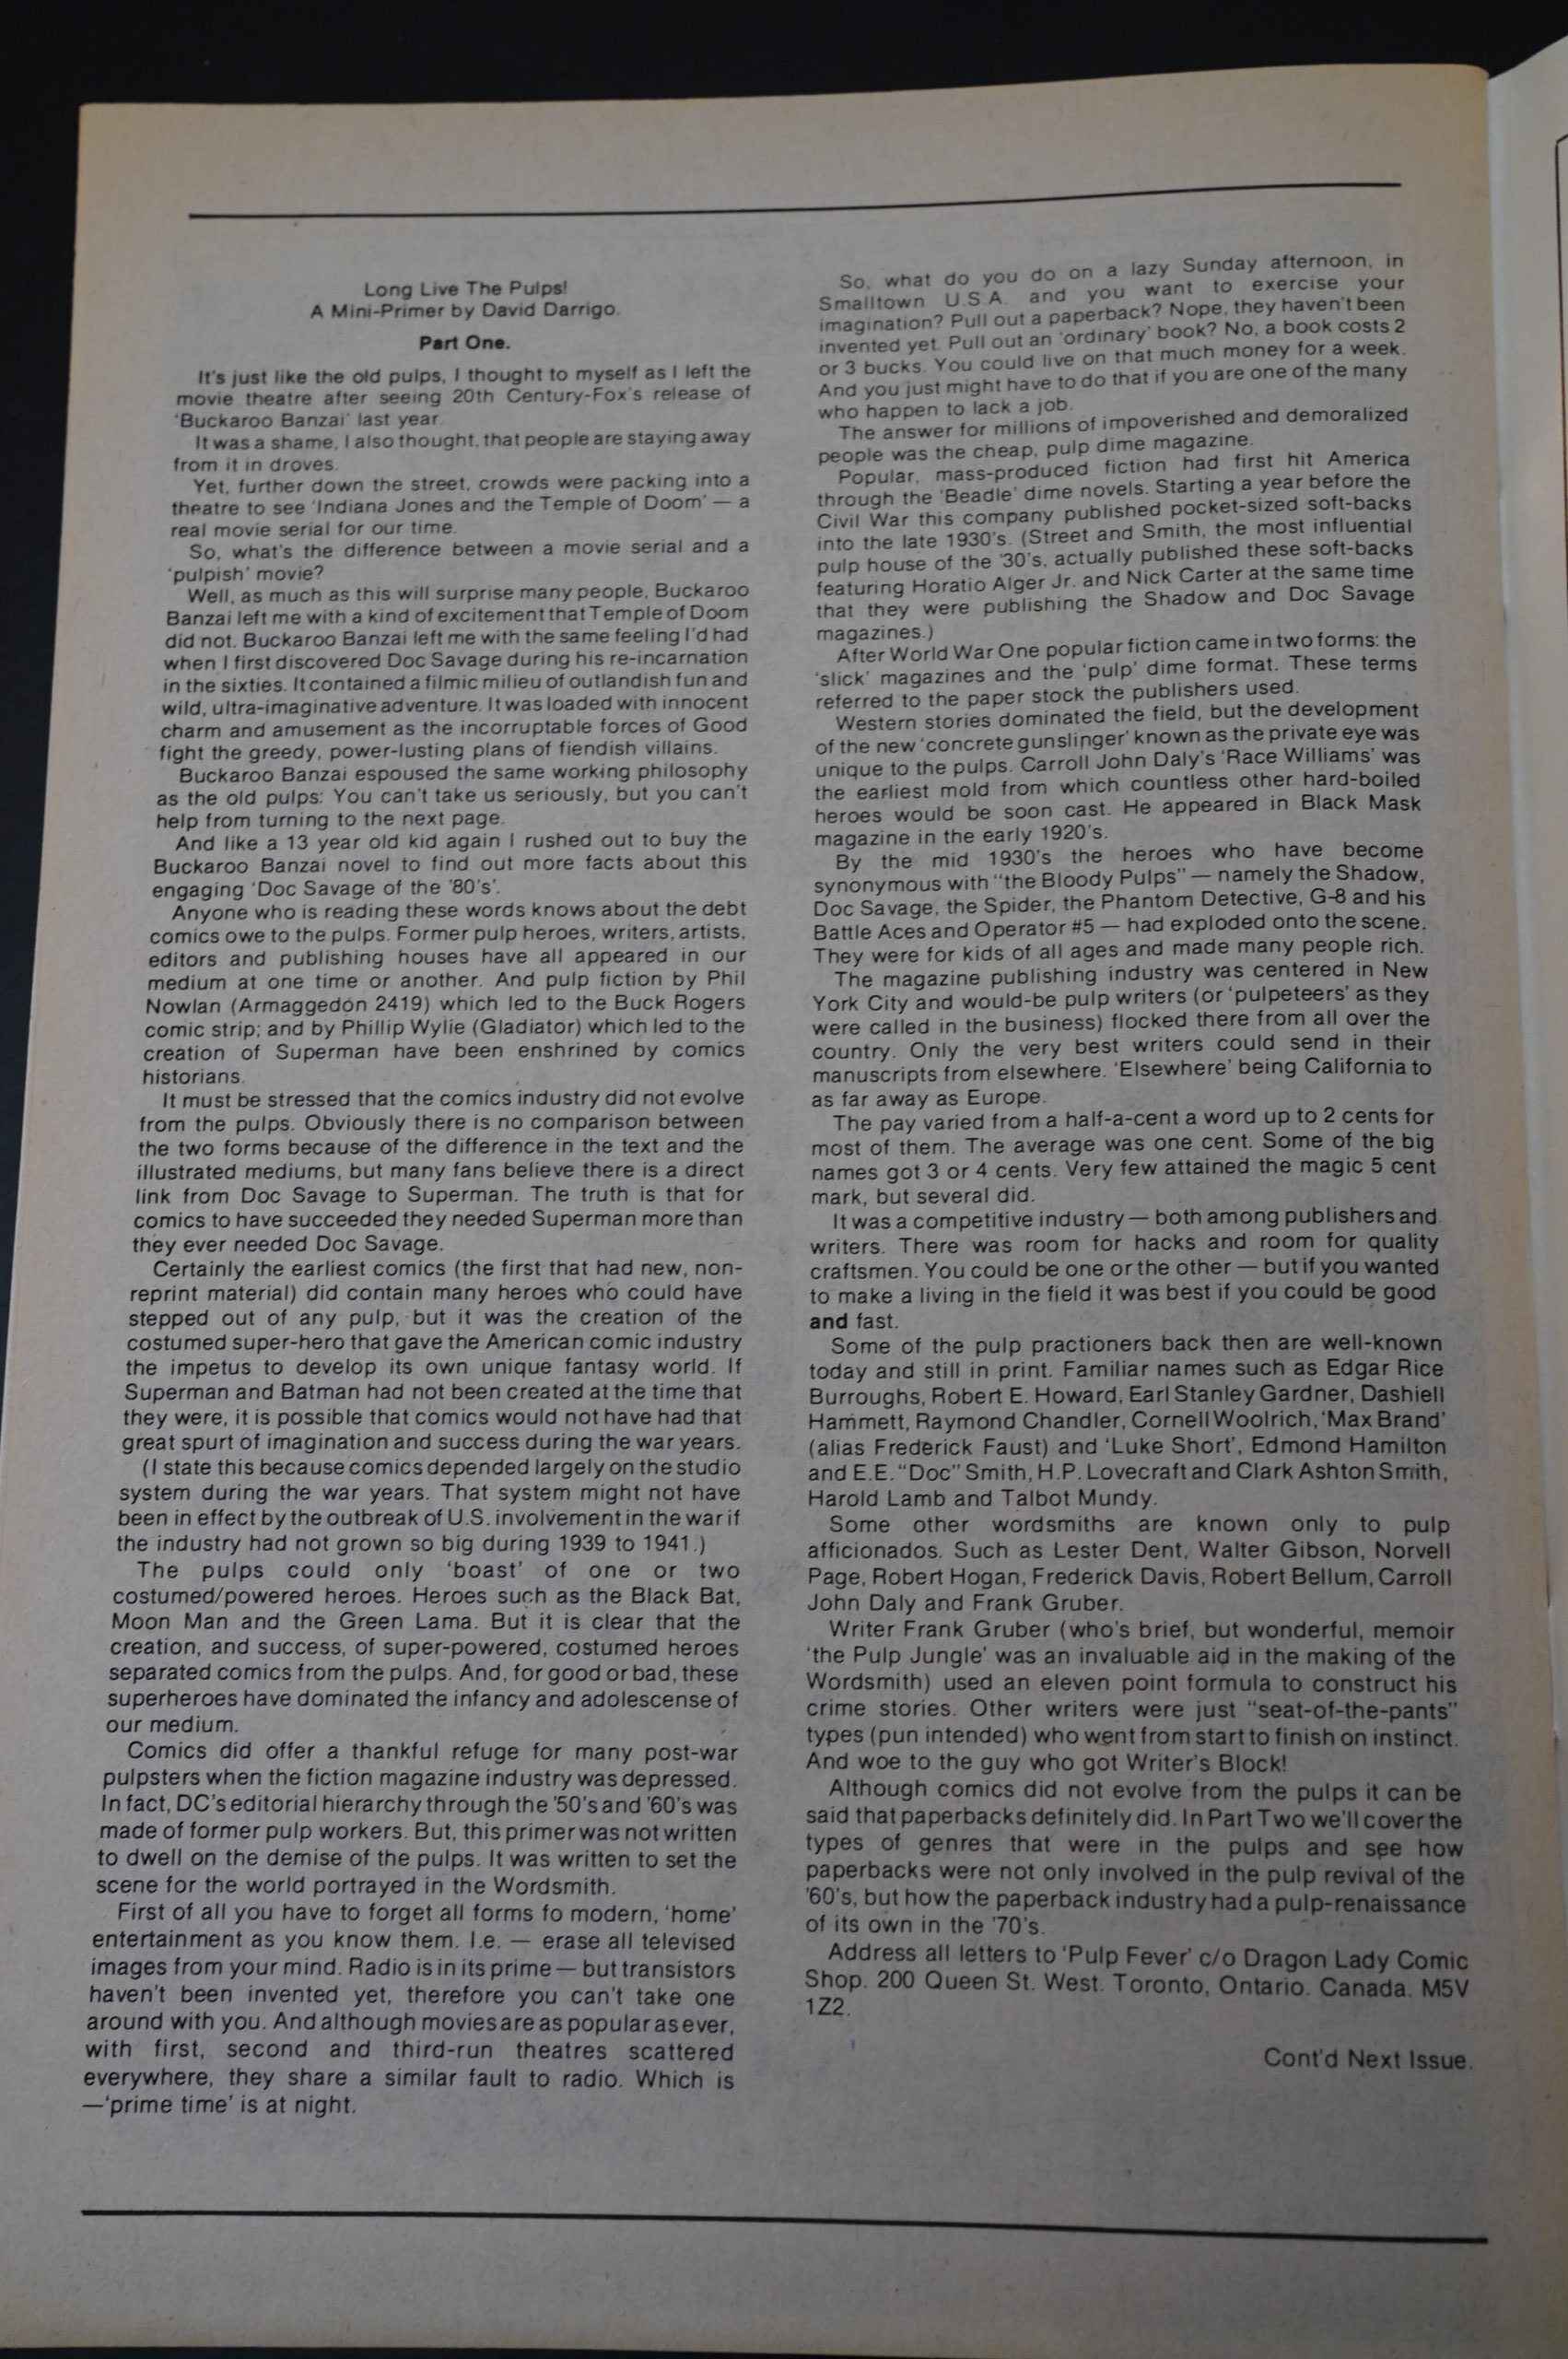 Long Live The Pulps!
A Mini-Primer by David Darrigo.
Part One.
It's just like the old pulps, I thought to myself as I left the
movie theatre after seeing 20th Century-Fox's release of
'Buckaroo Banzai' last year.
It was a shame, I also thought, that people are staying away
from it in droves.
Yet, further down the street, crowds were packing into a
theatre to see 'Indiana Jones and the Temple of Doom' — a
real movie serial for our time.
So, what's the difference between a movie serial and a
'pulpish' movie?
Well, as much as this will surprise many people, Buckaroo
Banzai left me with a kind of excitement that Temple of Doom
did not. Buckaroo Banzai left me with the same feeling I'd had
when I first discovered Doc Savage during his re-incarnation
in the sixties. It contained a filmic milieu of outlandish fun and
wild, ultra-imaginative adventure. It was loaded with innocent
charm and amusement as the incorruptable forces of Good
fight the greedy, power-lusting plans of fiendish villains.
Buckaroo Banzai espoused the same working philosophy
as the old pulps: You can't take us seriously, but you can't
help from turning to the next page.
And like a 13 year old kid again I rushed out to buy the
Buckaroo Banzai novel to find out more facts about this
engaging 'Doc Savage of the '80's'.
Anyone who is reading these words knows about the debt
comics owe to the pulps. Former pulp heroes, writers, artists,
editors and publishing houses have all appeared in our
medium at one time or another. And pulp fiction by Phil
Nowlan (Armaggedon 2419) which led to the Buck Rogers
comic strip; and by Phillip Wylie (Gladiator) which led to the
creation of Superman have been enshrined by comics
historians.
It must be stressed that the comics industry did not evolve
from the pulps. Obviously there is no comparison between
the two forms because of the difference in the text and the
illustrated mediums, but many fans believe there is a direct
link from Doc Savage to Superman. The truth is that for
comics to have succeeded they needed Superman more than
they ever needed Doc Savage.
Certainly the earliest comics (the first that had new, non-
reprint material) did contain many heroes who could have
stepped out of any pulp, but it was the creation of the
costumed super-hero that gave the American comic industry
the impetus to develop its own unique fantasy world. If
Superman and Batman had not been created at the time that
they were, it is possible that comics would not have had that
great spurt of imagination and success during the war years.
(I state this because comics depended largely on the studio
system during the war years. That system might not have
been in effect by the outbreak of U.S. involvement in the war if
the industry had not grown so big during 1939 to 1941.)
The pulps could only 'boast' of one or two
costumed/powered heroes. Heroes such as the Black Bat,
Moon Man and the Green Lama. But it is clear that the
creation, and success, of super-powered, costumed heroes
separated comics from the pulps. And, for good or bad, these
superheroes have dominated the infancy and adolescense of
our medium.
Comics did offer a thankful refuge for many post-war
pulpsters when the fiction magazine industry was depressed.
In fact, DC's editorial hierarchy through the '50's and '60's was
made of former pulp workers. But, this primer was not written
to dwell on the demise of the pulps. It was written to set the
scene for the world portrayed in the Wordsmith.
First of all you have to forget all forms fo modern, 'home'
entertainment as you know them. I.e. — erase all televised
images from your mind. Radio is in its prime — but transistors
haven't been invented yet, therefore you can't take one
around with you. And although movies are as popular as ever,
with first, second and third-run theatres scattered
everywhere, they share a similar fault to radio. Which is
—'prime time' is at night.
So, what do you do on a lazy Sunday afternoon, in
Smalltown U.S.A. and you want to exercise your
imagination? Pull out a paperback? Nope, they haven't been
invented yet. Pull out an 'ordinary' book? No, a book costs 2
or 3 bucks. You could live on that much money for a week.
And you just might have to do that if you are one of the many
who happen to lack a job.
The answer for millions of impoverished and demoralized
people was the cheap, pulp dime magazine.
Popular, mass-produced fiction had first hit America
through the 'Beadle' dime novels. Starting a year before the
Civil War this company published pocket-sized soft-backs
into the late 1930's. (Street and Smith, the most influential
pulp house of the '30's, actually published these soft-backs
featuring Horatio Alger Jr. and Nick Carter at the same time
that they were publishing the Shadow and Doc Savage
magazines.)
After World War One popular fiction came in two forms: the
'slick' magazines and the 'pulp' dime format. These terms
referred to the paper stock the publishers used.
Western stories dominated the field, but the development
of the new 'concrete gunslinger' known as the private eye was
unique to the pulps. Carroll John Daly's 'Race Williams' was
the earliest mold from which countless other hard-boiled
heroes would be soon cast. He appeared in Black Mask
magazine in the early 1920's.
By the mid 1930's the heroes who have become
synonymous with "the Bloody Pulps" — namely the Shadow,
Doc Savage, the Spider, the Phantom Detective, G-8 and his
Battle Aces and Operator #5 — had exploded onto the scene.
They were for kids of all ages and made many people rich.
The magazine publishing industry was centered in New
York City and would-be pulp writers (or 'pulpeteers' as they
were called in the business) flocked there from all over the
country. Only the very best writers could send in their
manuscripts from elsewhere. 'Elsewhere' being California to
as far away as Europe.
The pay varied from a half-a-cent a word up to 2 cents for
most of them. The average was one cent. Some of the big
names got 3 or 4 cents. Very few attained the magic 5 cent
mark, but several did.
It was a competitive industry — both among publishers and
writers. There was room for hacks and room for quality
craftsmen. You could be one or the other — but if you wanted
to make a living in the field it was best if you could be good
and fast.
Some of the pulp practioners back then are well-known
today and still in print. Familiar names such as Edgar Rice
Burroughs, Robert E. Howard, Earl Stanley Gardner, Dashiell
Hammett, Raymond Chandler, Cornell Woolrich, 'Max Brand'
(alias Frederick Faust) and 'Luke Short', Edmond Hamilton
and E.E. "Doc" Smith, H.P. Lovecraft and Clark Ashton Smith,
Harold Lamb and Talbot Mundy.
Some other wordsmiths are known only to pulp
afficionados. Such as Lester Dent, Walter Gibson, Norvell
Page, Robert Hogan, Frederick Davis, Robert Bellum, Carroll
John Daly and Frank Gruber.
Writer Frank Gruber (who's brief, but wonderful, memoir
'the Pulp Jungle' was an invaluable aid in the making of the
Wordsmith) used an eleven point formula to construct his
crime stories. Other writers were just "seat-of-the-pants"
types (pun intended) who went from start to finish on instinct.
And woe to the guy who got Writer's Block!
Although comics did not evolve from the pulps it can be
said that paperbacks definitely did. In Part Two we'll cover the
types of genres that were in the pulps and see how
paperbacks were not only involved in the pulp revival of the
'60's, but how the paperback industry had a pulp-renaissance
of its own in the '70's.
Address all letters to 'Pulp Fever' c/o Dragon Lady Comic
Shop. 200 Queen St. West. Toronto, Ontario. Canada. M5V
1Z2.
Cont'd Next Issue.